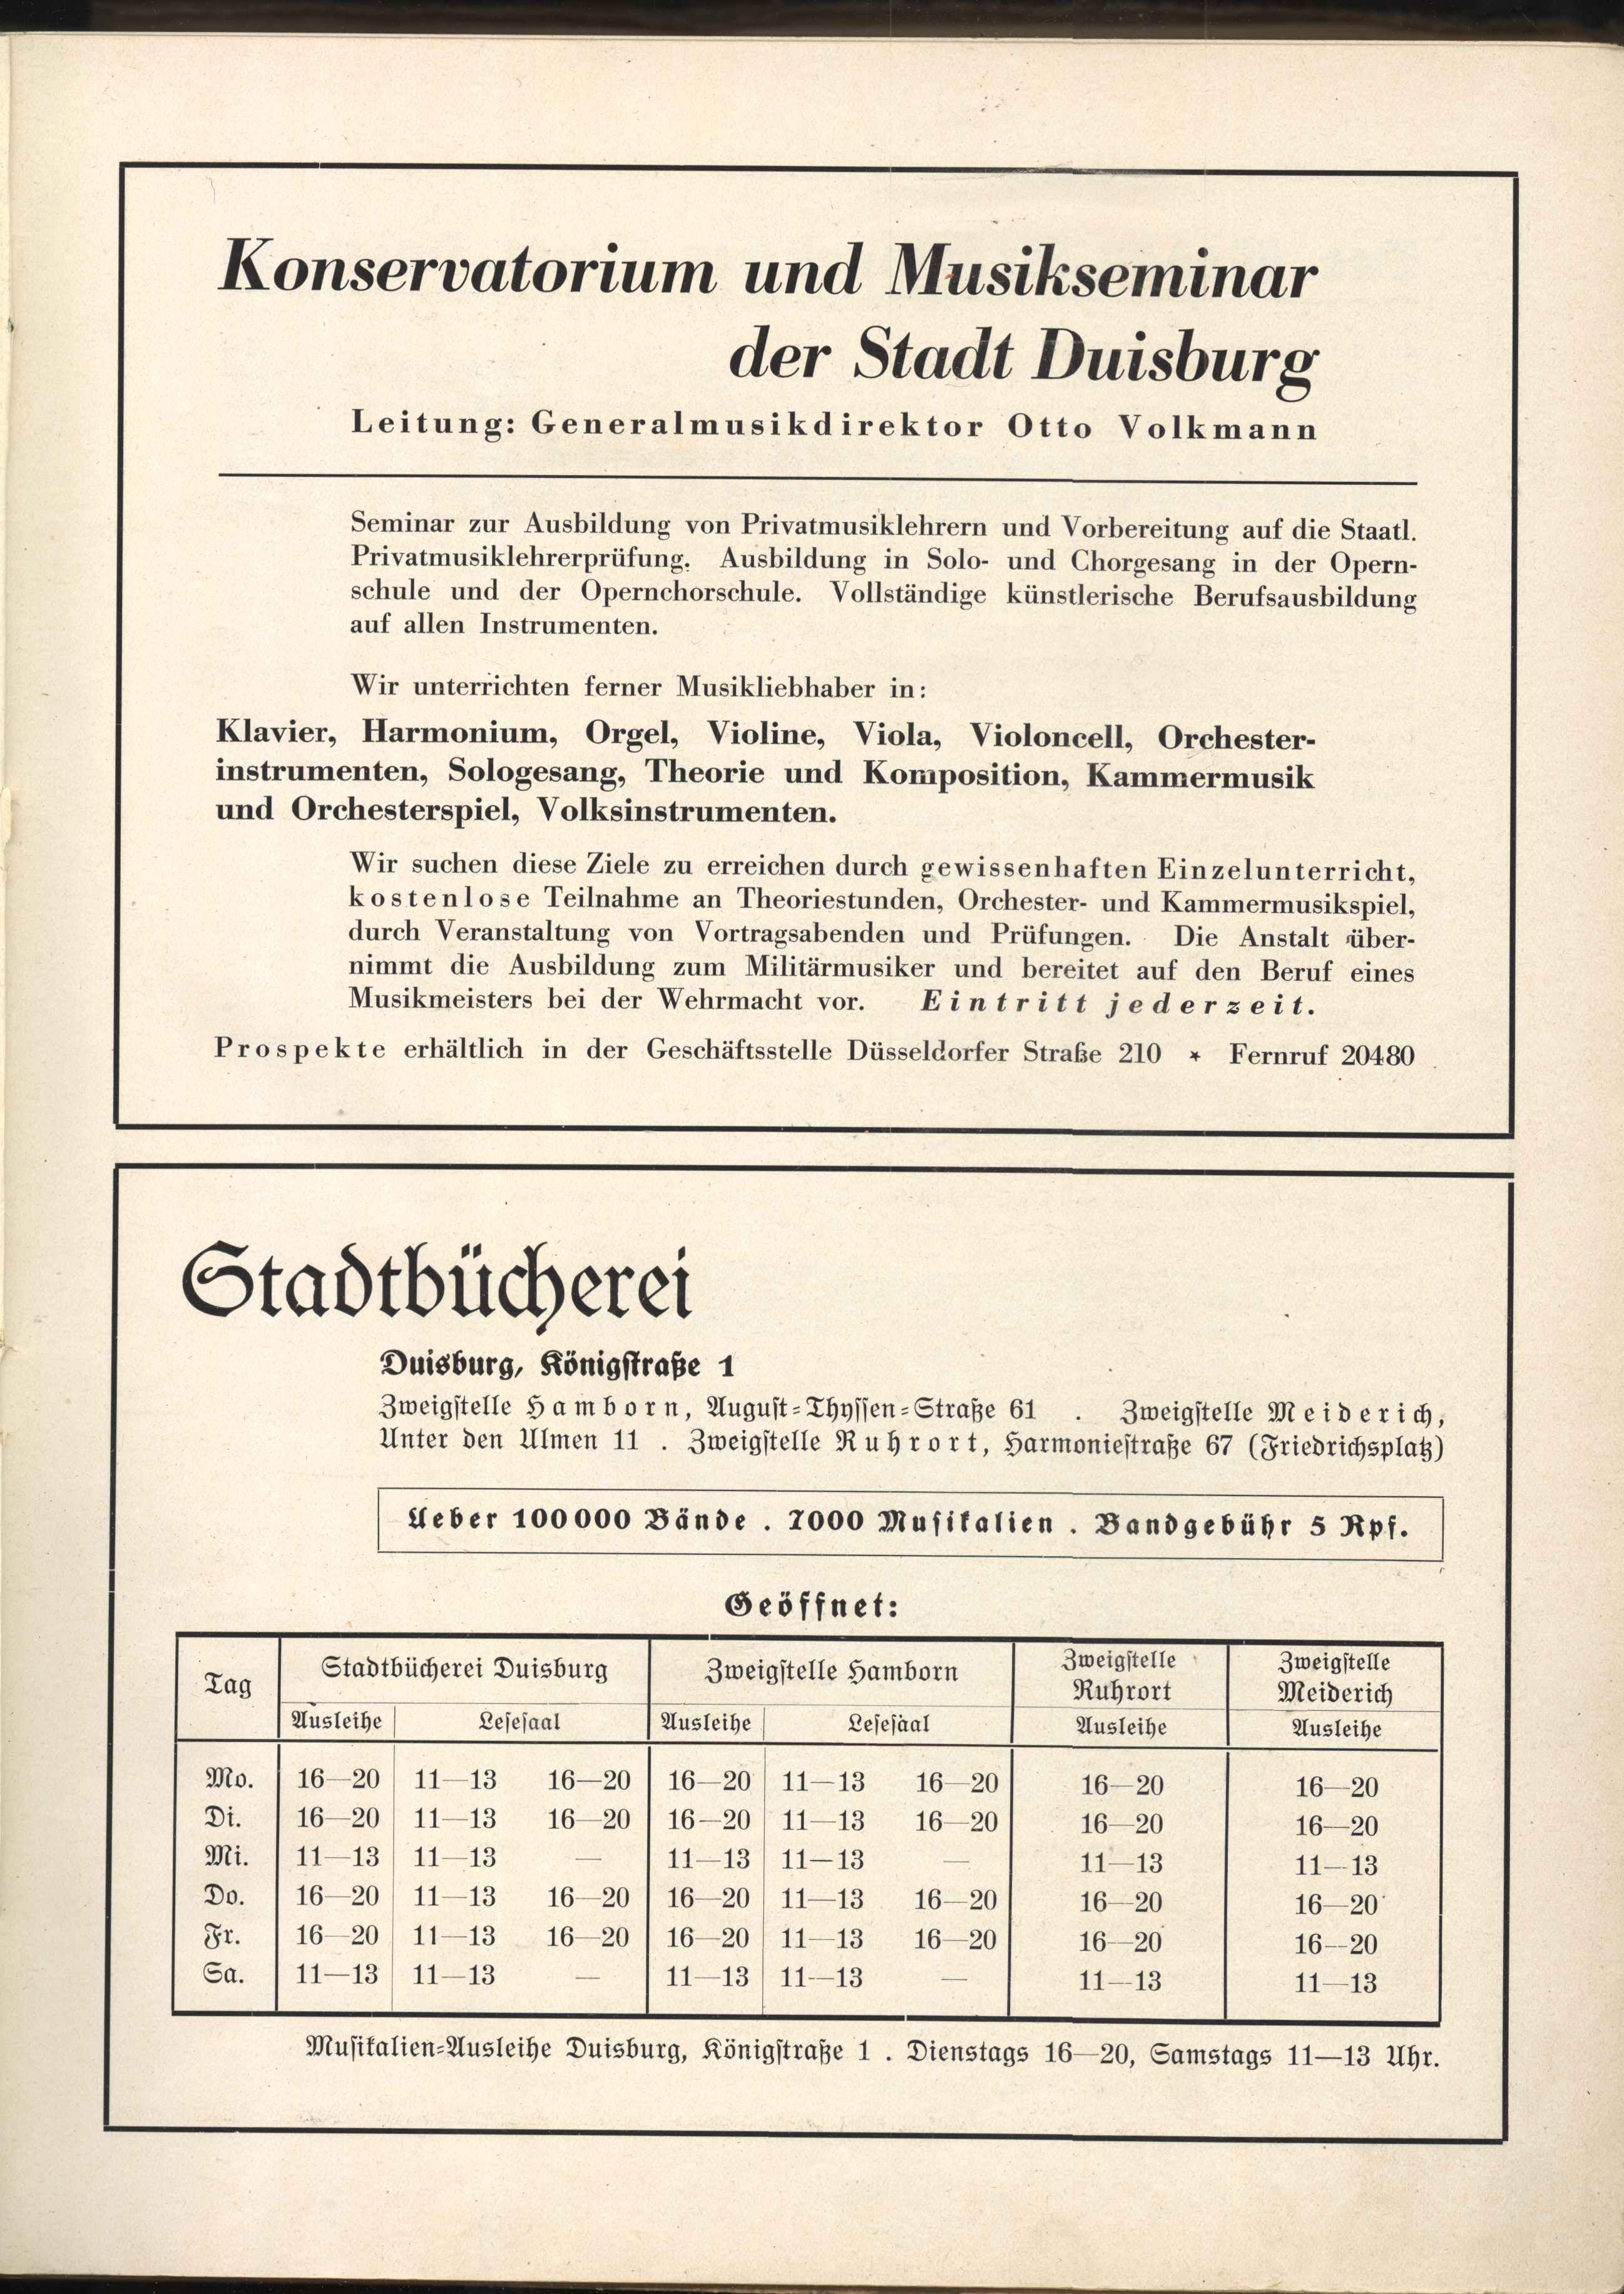 Konservatorium und Musikseminar
der Stadt Duisburg
Leitung: Generalmusikdirektor Otto Volkmann
Seminar zur Ausbildung von Privatmusiklehrern und Vorbereitung auf die Staatl.
Privatmusiklehrerprüfung. Ausbildung in Solo- und Chorgesang in der Opern-
schule und der Opernchorschule. Vollständige künstlerische Berufsausbildung
auf allen Instrumenten.
Wir unterrichten ferner Musikliebhaber in:
Klavier, Harmonium, Orgel, Violine, Viola, Violoncell, Orchester-
instrumenten, Sologesang, Theorie und Komposition, Kammermusik
und Orchesterspiel, Volksinstrumenten.
Wir suchen diese Ziele zu erreichen durch gewissenhaften Einzelunterricht,
kostenlose Teilnahme an Theoriestunden, Orchester- und Kammermusikspiel,
durch Veranstaltung von Vortragsabenden und Prüfungen. Die Anstalt über-
nimmt die Ausbildung zum Militärmusiker und bereitet auf den Beruf eines
Musikmeisters bei der Wehrmacht vor. Eintritt jederzeit.
Prospekte erhältlich in der Geschäftsstelle Düsseldorfer Straße 210 * Fernruf 20480
Stadtbücherei
Duisburg, Königstraße 1
Zweigstelle Hamborn, August-Thyssen-Straße 61 . Zweigstelle Meiderich,
Unter den Ulmen 11 . Zweigstelle Ruhrort, Harmoniestraße 67 (Friedrichsplatz)
Ueber 100000 Bände . 7000 Musikalien . Bandgebühr 5 Rpf.
Geöffnet:
Tag Stadtbücherei Duisburg Zweigstelle Hamborn Zweigstelle Ruhrort Zweigstelle Meiderich
Ausleihe Lesesaal Ausleihe Lesesaal Ausleihe Ausleihe
Mo. 16—20 11—13 16—20 16—20 11—13 16—20 16—20 16—20
Di. 16—20 11—13 16—20 16—20 11—13 16—20 16—20 16—20
Mi. 11—13 11—13 — 11—13 11—13 — 11—13 11—13
Do. 16—20 11—13 16—20 16—20 11—13 16—20 16—20 16—20
Fr. 16—20 11—13 16—20 16—20 11—13 16—20 16—20 16—20
Sa. 11—13 11—13 — 11—13 11—13 — 11—13 11—13
Musikalien-Ausleihe Duisburg, Königstraße 1 . Dienstags 16—20, Samstags 11—13 Uhr.